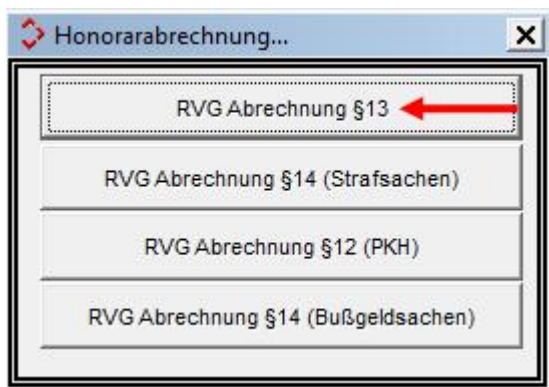 Honorarabrechnung...
RVG Abrechnung §13
RVG Abrechnung §14 (Strafsachen)
RVG Abrechnung §12 (PKH)
RVG Abrechnung §14 (Bußgeldsachen)